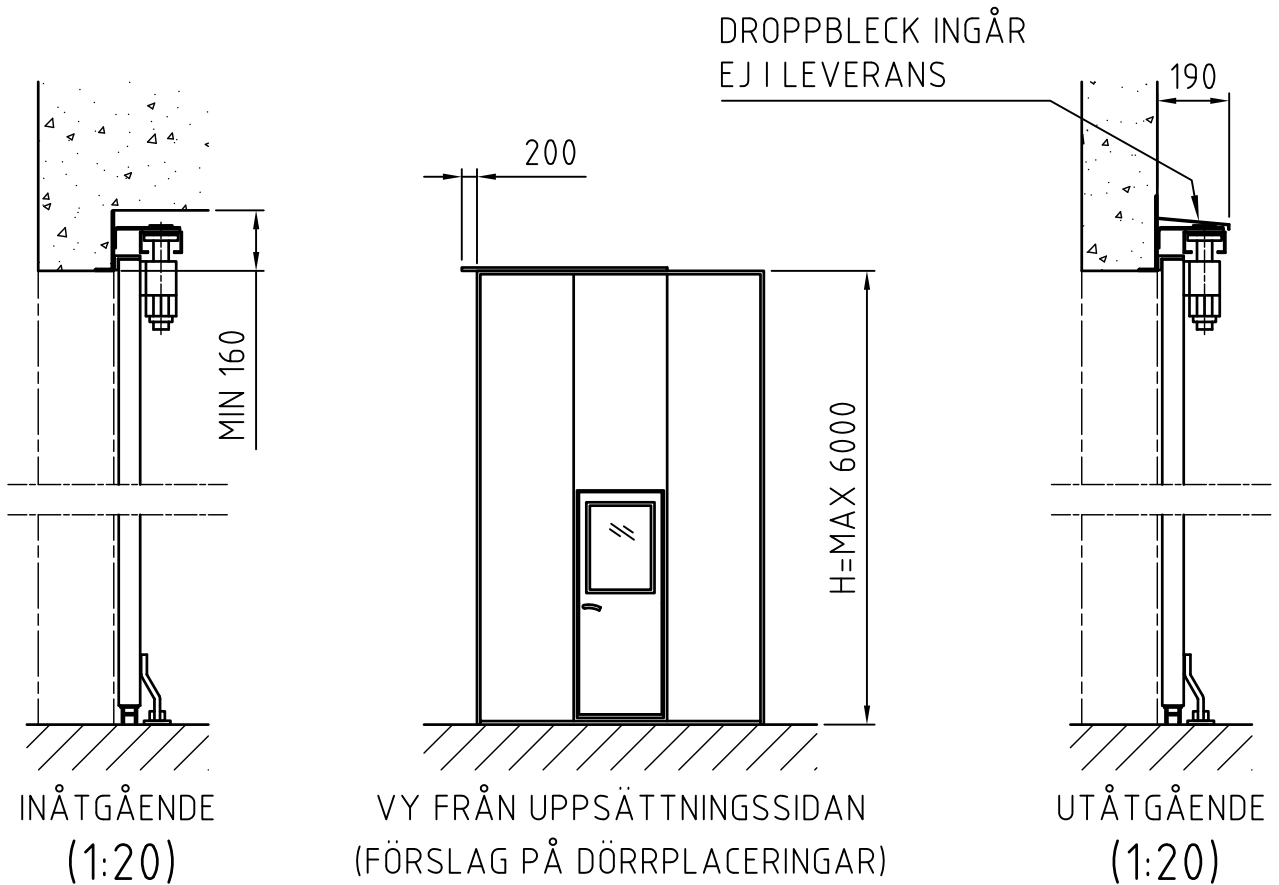 DROPPBLECK INGÅR
EJ I LEVERANS
190
200
MIN 160
H=MAX 6000
INÅTGÅENDE
(1:20)
VY FRÅN UPPSÄTTNINGSSIDAN
(FÖRSLAG PÅ DÖRRPLACERINGAR)
UTÅTGÅENDE
(1:20)